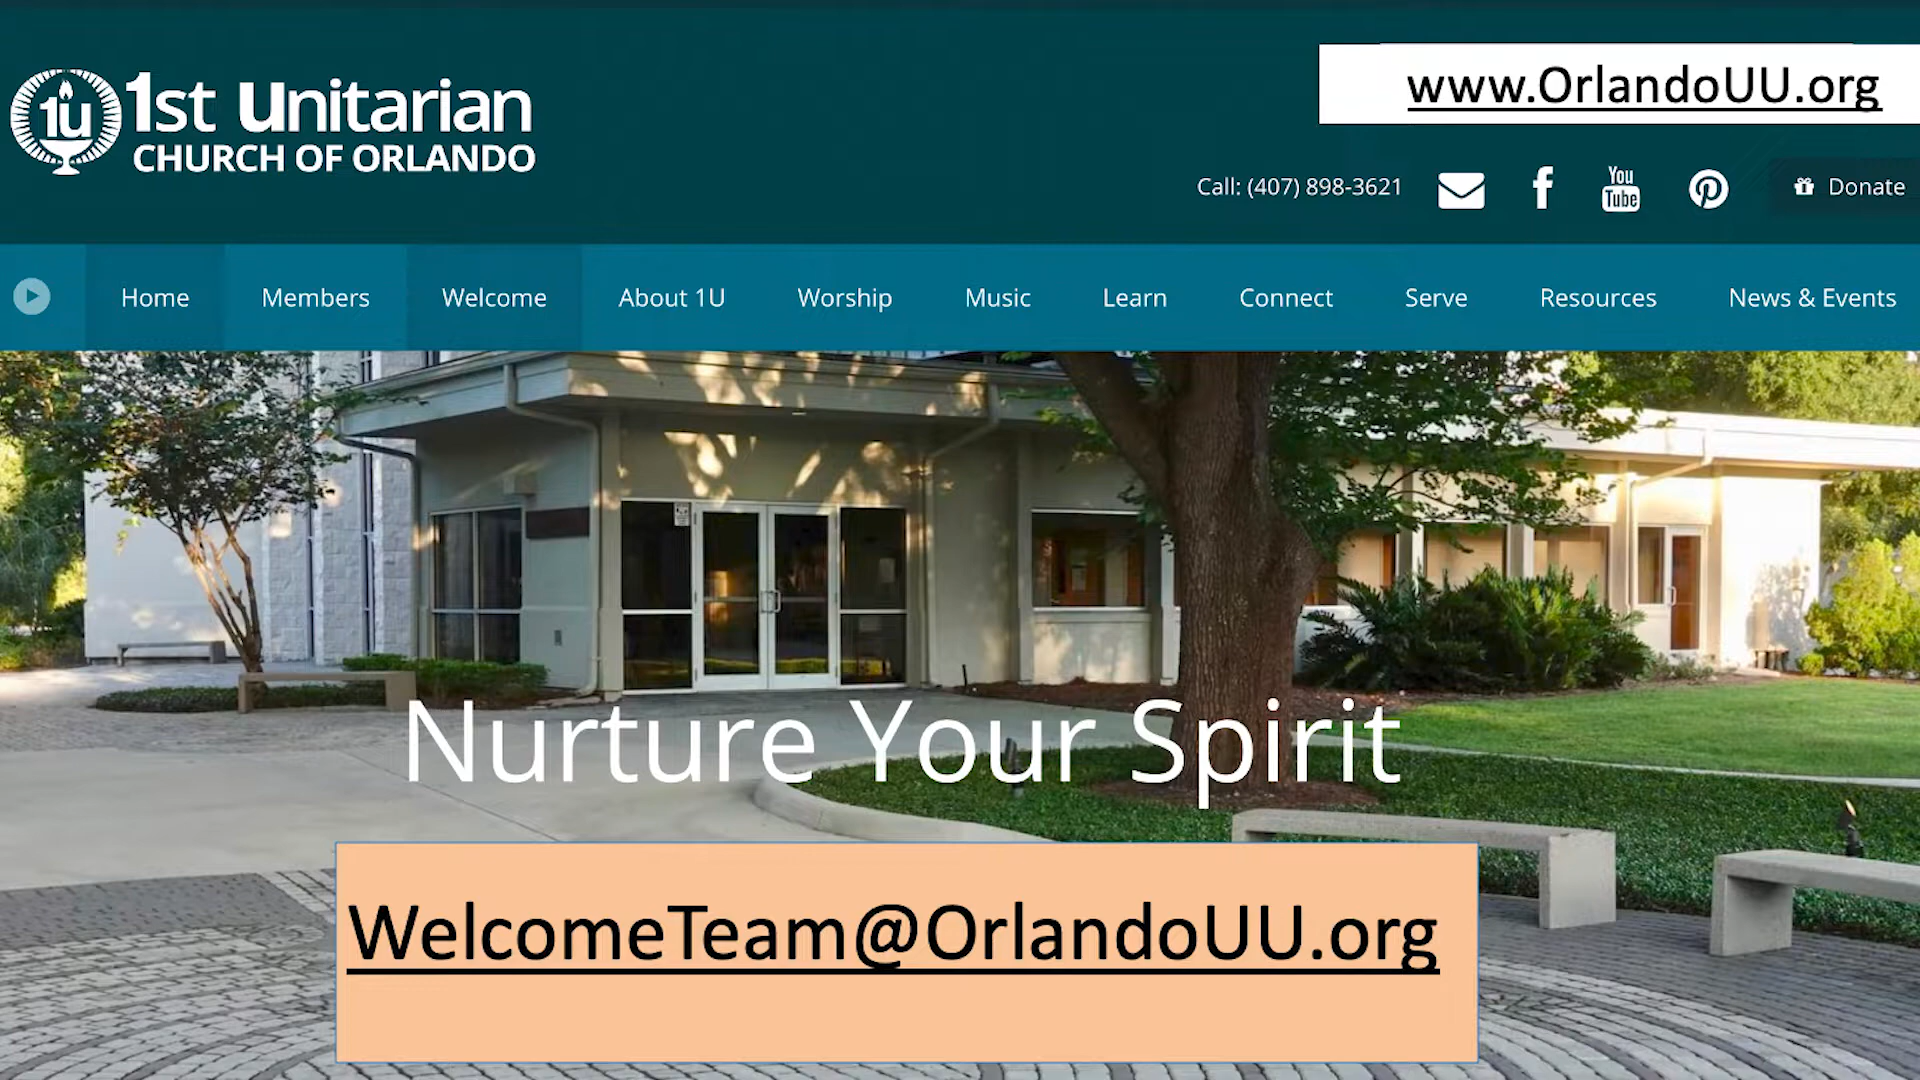 1U
1st Unitarian
CHURCH OF ORLANDO
www.OrlandoUU.org
Call: (407) 898-3621
You
Tube
Donate
Home
Members
Welcome
About 1U
Worship
Music
Learn
Connect
Serve
Resources
News & Events
Nurture Your Spirit
WelcomeTeam@OrlandoUU.org